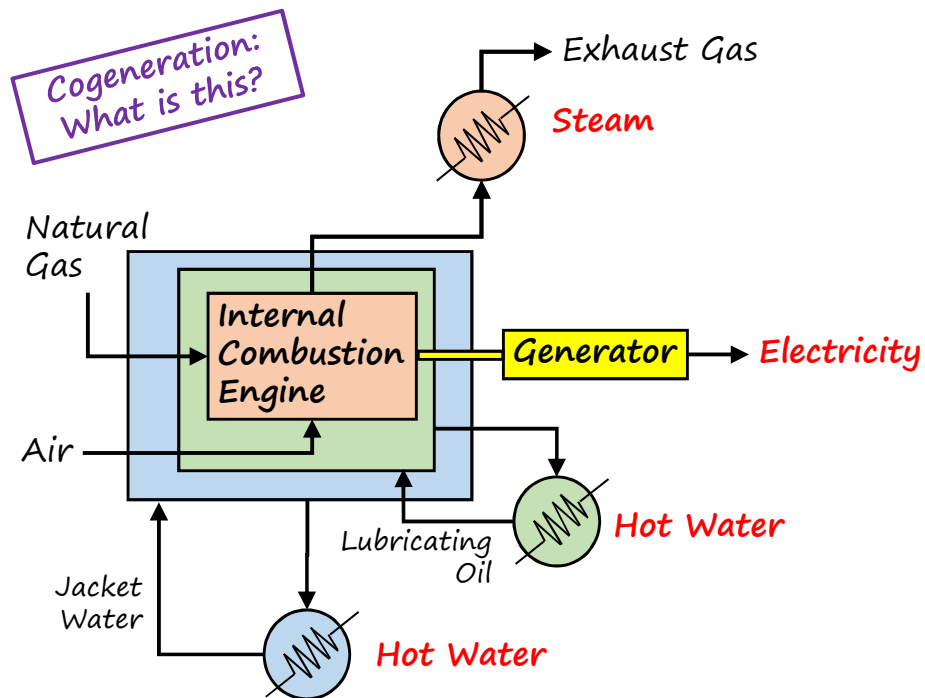 Cogeneration:
What is this?
Exhaust Gas
Steam
Natural
Gas
Internal
Combustion
Engine
Generator
Electricity
Air
Lubricating
Oil
Hot Water
Jacket
Water
Hot Water